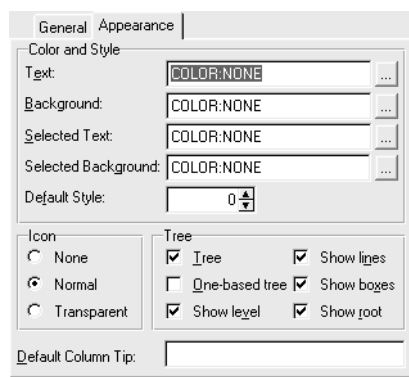 General Appearance
Color and Style
Text: COLOR:NONE ...
Background: COLOR:NONE ...
Selected Text: COLOR:NONE ...
Selected Background: COLOR:NONE ...
Default Style: 0
Icon
None
Normal
Transparent
Tree
Tree Show lines
One-based tree Show boxes
Show level Show root
Default Column Tip: